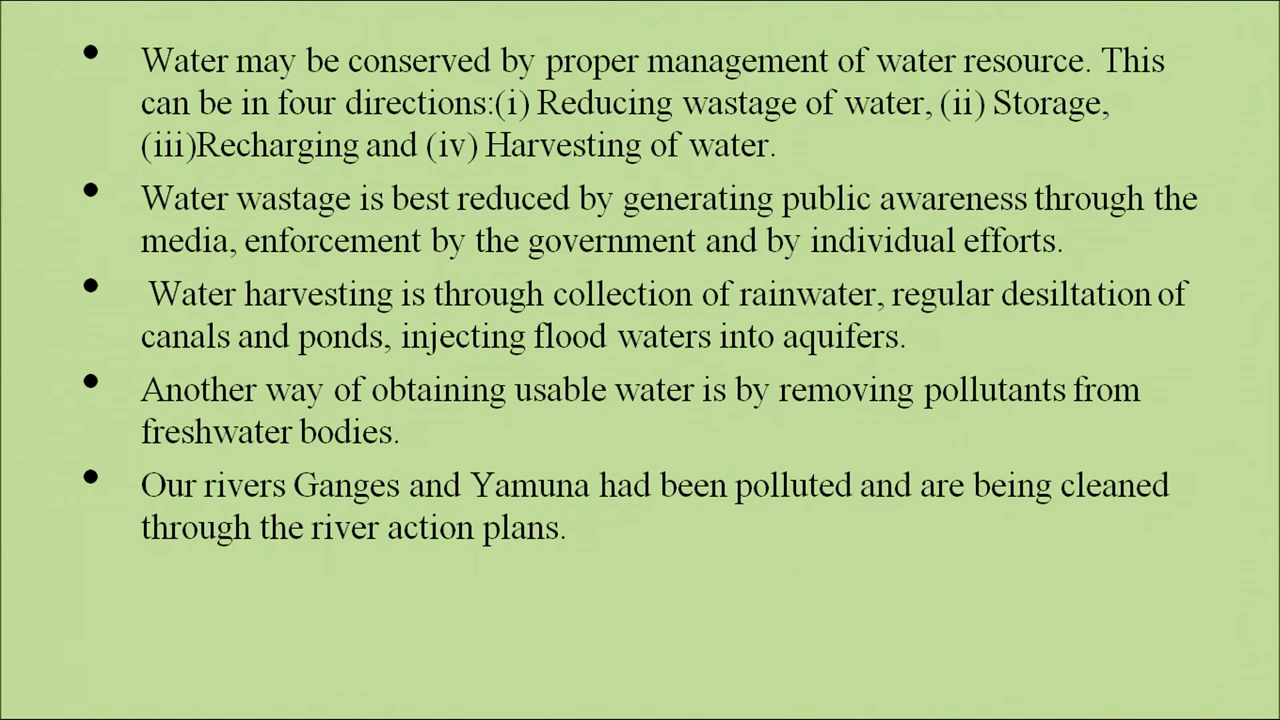 • Water may be conserved by proper management of water resource. This
can be in four directions:(i) Reducing wastage of water, (ii) Storage,
(iii)Recharging and (iv) Harvesting of water.
• Water wastage is best reduced by generating public awareness through the
media, enforcement by the government and by individual efforts.
• Water harvesting is through collection of rainwater, regular desiltation of
canals and ponds, injecting flood waters into aquifers.
• Another way of obtaining usable water is by removing pollutants from
freshwater bodies.
• Our rivers Ganges and Yamuna had been polluted and are being cleaned
through the river action plans.